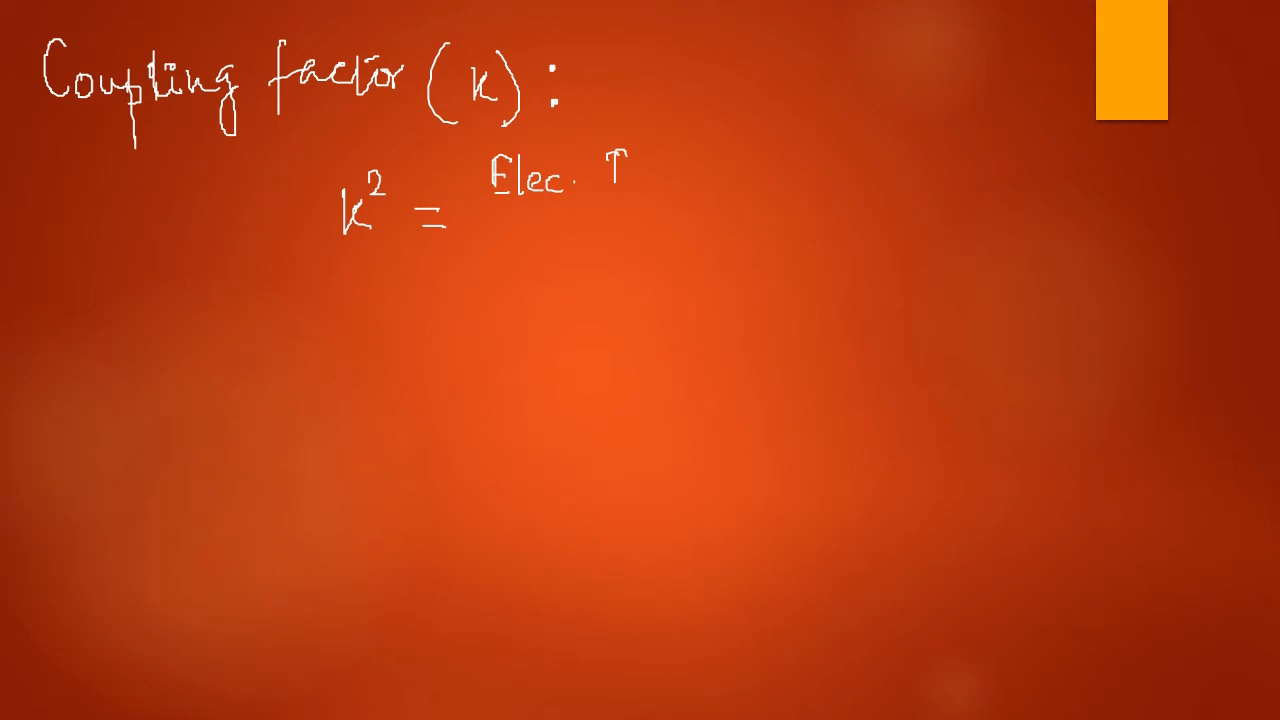 Coupling factor (k) :
Elec. ↑
k² =